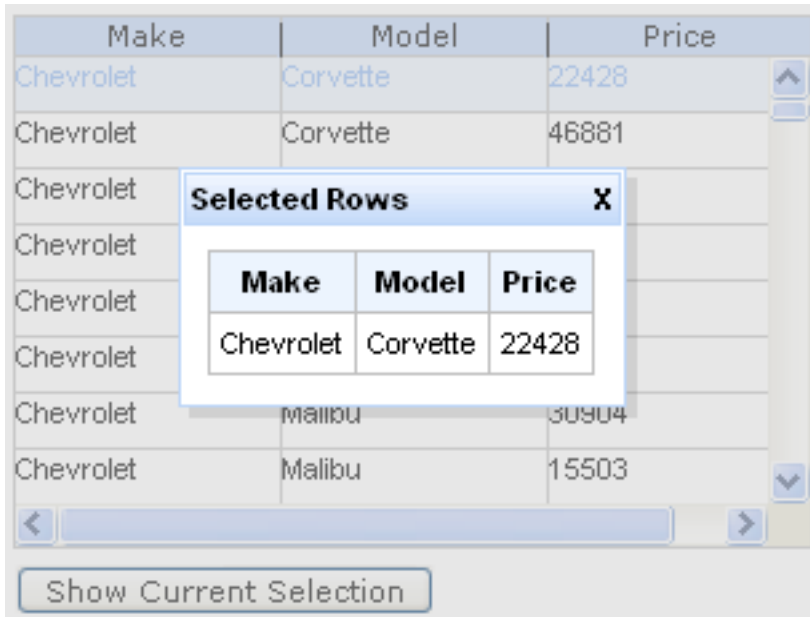 Make Model Price
Chevrolet Corvette 22428
Chevrolet Corvette 46881
Chevrolet
Selected Rows X
Chevrolet
Make Model Price
Chevrolet
Chevrolet Corvette 22428
Chevrolet
Chevrolet Malibu 30904
Chevrolet Malibu 15503
Show Current Selection